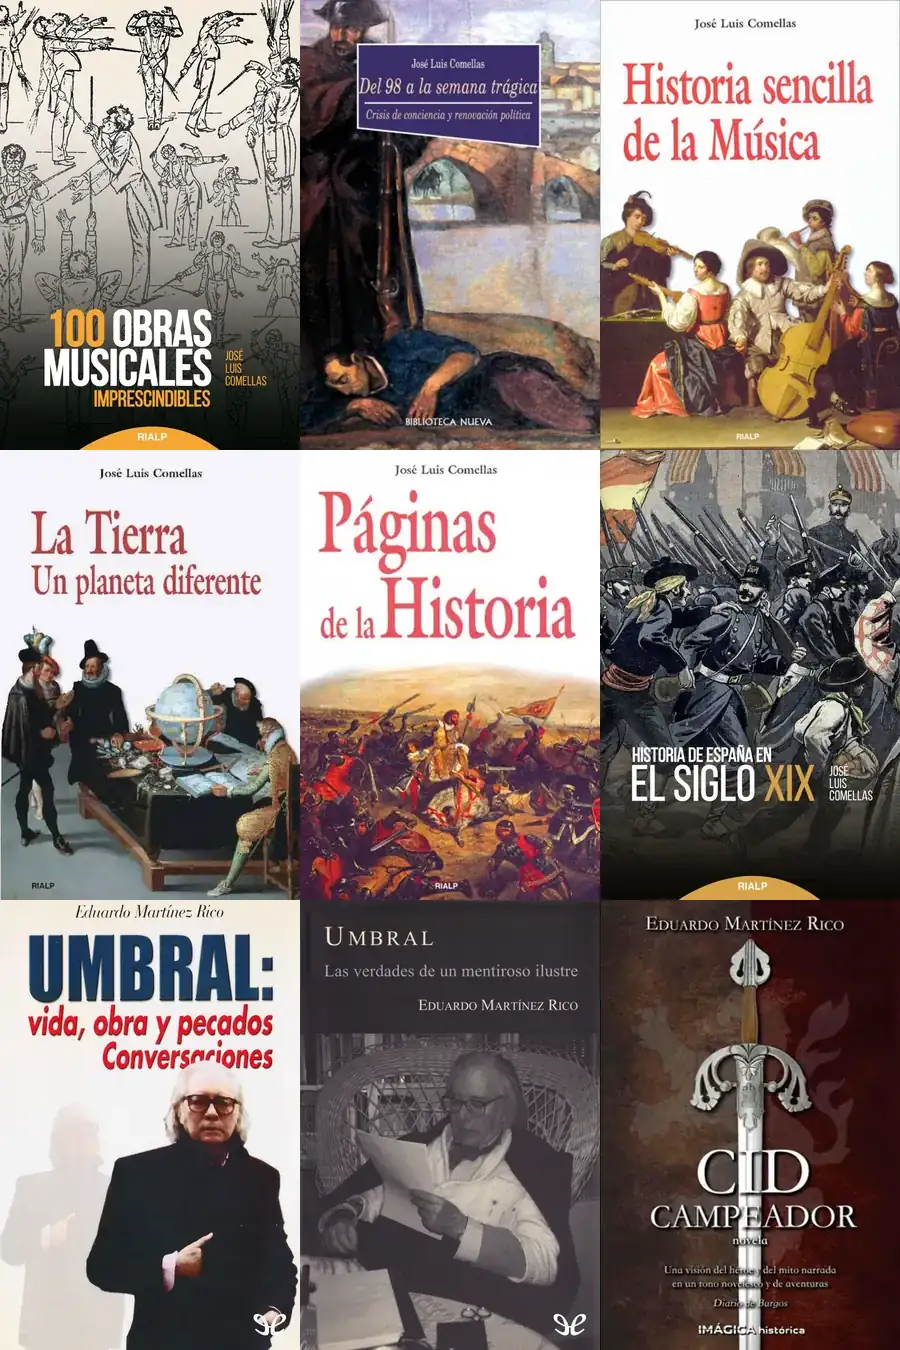 100 OBRAS
MUSICALES
IMPRESCINDIBLES
JOSÉ
LUIS
COMELLAS
RIALP
José Luis Comellas
Del 98 a la semana trágica
Crisis de conciencia y renovación política
BIBLIOTECA NUEVA
José Luis Comellas
Historia sencilla
de la Música
RIALP
José Luis Comellas
La Tierra
Un planeta diferente
RIALP
José Luis Comellas
Páginas
de la Historia
RIALP
HISTORIA DE ESPAÑA EN
EL SIGLO XIX
JOSÉ
LUIS
COMELLAS
RIALP
Eduardo Martínez Rico
UMBRAL:
vida, obra y pecados
Conversaciones
UMBRAL
Las verdades de un mentiroso ilustre
EDUARDO MARTÍNEZ RICO
EDUARDO MARTÍNEZ RICO
CID
CAMPEADOR
novela
Una visión del héroe y del mito narrada
en un tono novelesco y de aventuras
Diario de Burgos
IMÁGICA histórica